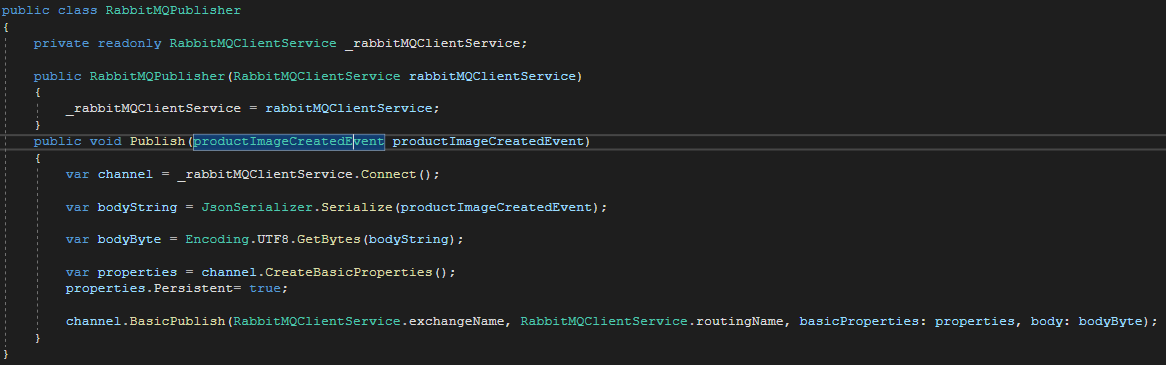 public class RabbitMQPublisher
{
private readonly RabbitMQClientService _rabbitMQClientService;
public RabbitMQPublisher(RabbitMQClientService rabbitMQClientService)
{
_rabbitMQClientService = rabbitMQClientService;
}
public void Publish(productImageCreatedEvent productImageCreatedEvent)
{
var channel = _rabbitMQClientService.Connect();
var bodyString = JsonSerializer.Serialize(productImageCreatedEvent);
var bodyByte = Encoding.UTF8.GetBytes(bodyString);
var properties = channel.CreateBasicProperties();
properties.Persistent= true;
channel.BasicPublish(RabbitMQClientService.exchangeName, RabbitMQClientService.routingName, basicProperties: properties, body: bodyByte);
}
}